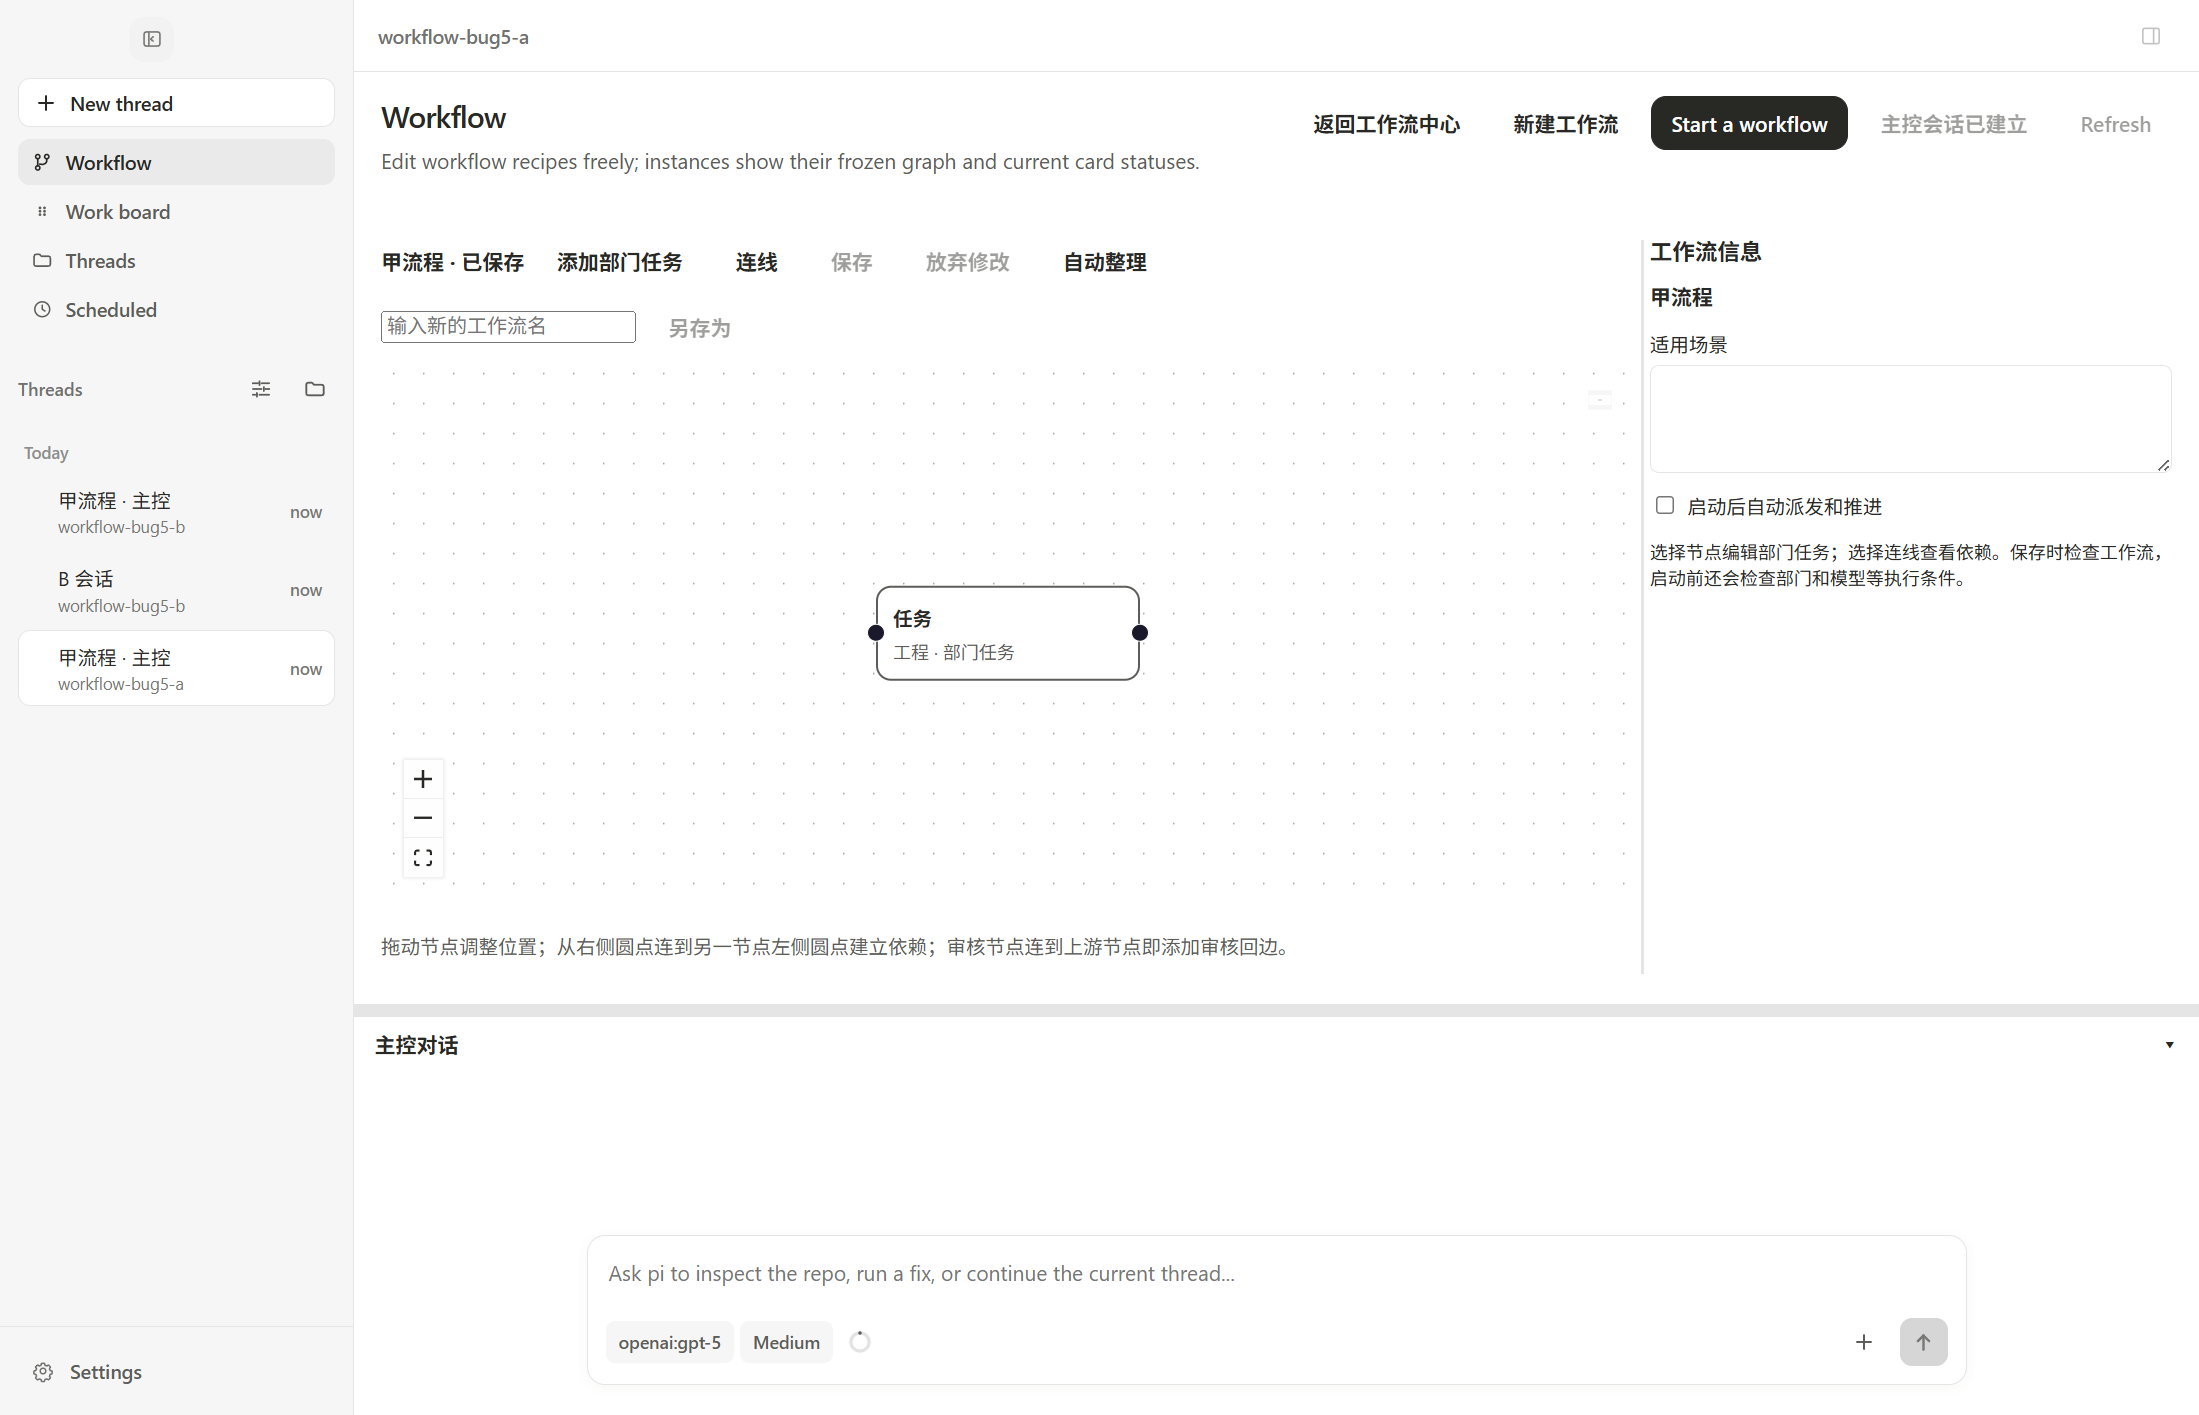 New thread
Workflow
Work board
Threads
Scheduled
Threads
Today
甲流程 · 主控
workflow-bug5-b
now
B 会话
workflow-bug5-b
now
甲流程 · 主控
workflow-bug5-a
now
Settings
workflow-bug5-a
Workflow
Edit workflow recipes freely; instances show their frozen graph and current card statuses.
返回工作流中心 新建工作流 Start a workflow 主控会话已建立 Refresh
甲流程 · 已保存 添加部门任务 连线 保存 放弃修改 自动整理
输入新的工作流名 另存为
任务
工程 · 部门任务
拖动节点调整位置；从右侧圆点连到另一节点左侧圆点建立依赖；审核节点连到上游节点即添加审核回边。
工作流信息
甲流程
适用场景
启动后自动派发和推进
选择节点编辑部门任务；选择连线查看依赖。保存时检查工作流，
启动前还会检查部门和模型等执行条件。
主控对话
Ask pi to inspect the repo, run a fix, or continue the current thread...
openai:gpt-5 Medium